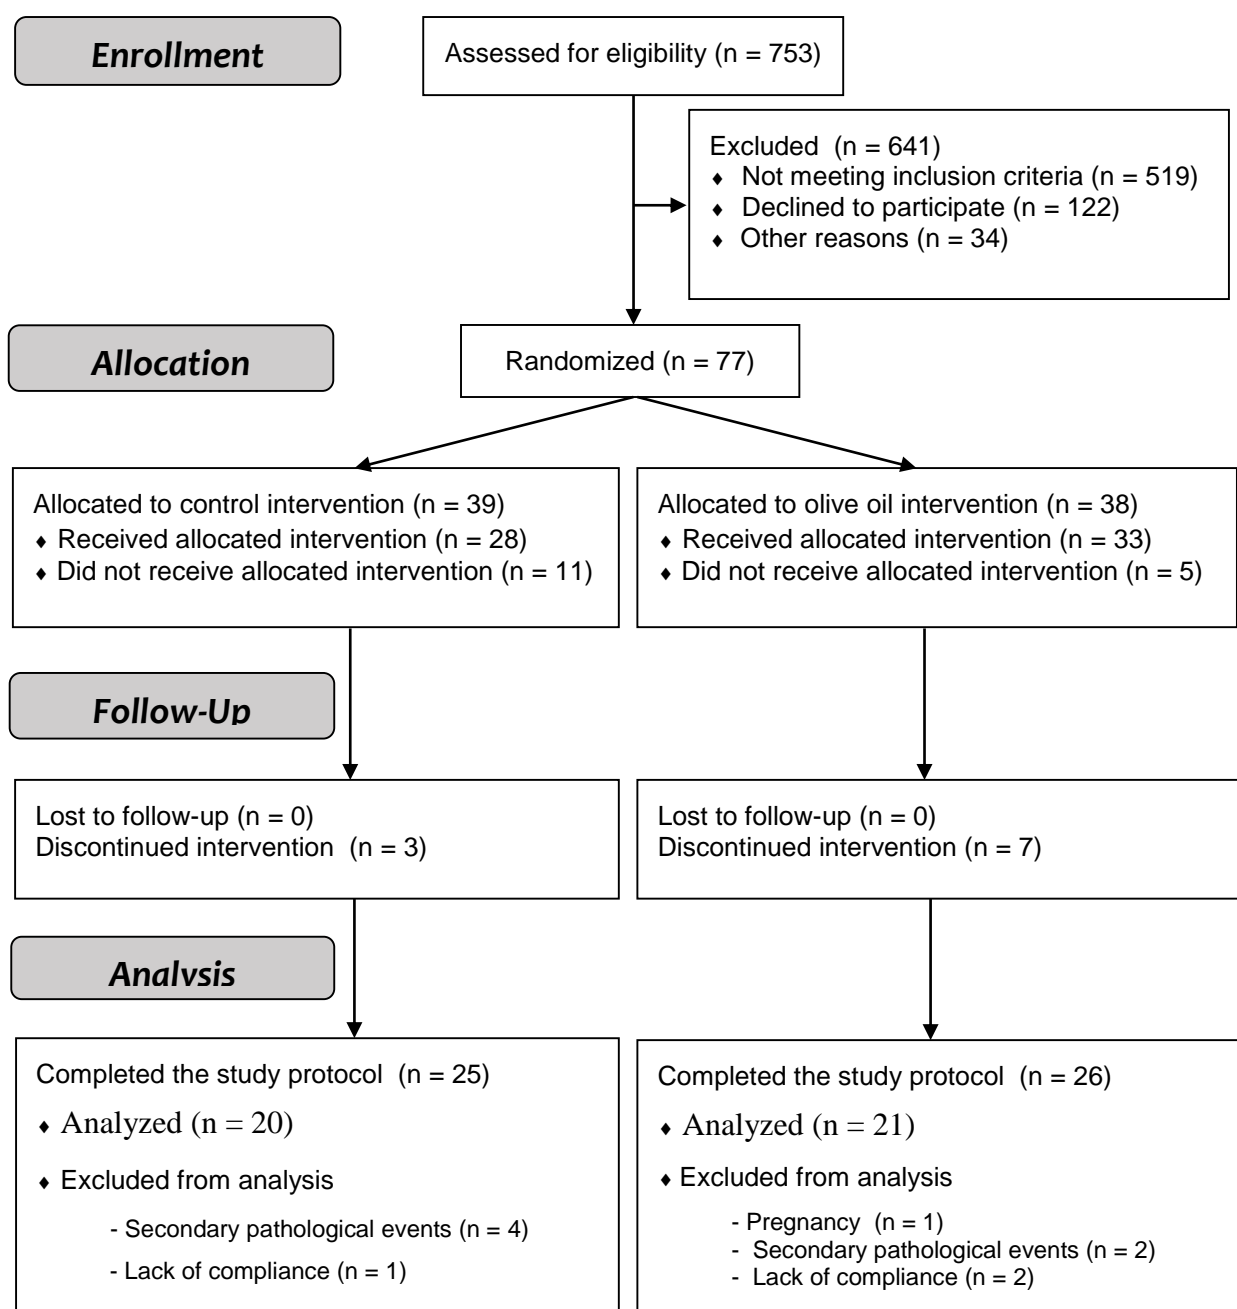 Enrollment
Assessed for eligibility (n = 753)
Excluded (n = 641)
♦ Not meeting inclusion criteria (n = 519)
♦ Declined to participate (n = 122)
♦ Other reasons (n = 34)
Allocation
Randomized (n = 77)
Allocated to control intervention (n = 39)
♦ Received allocated intervention (n = 28)
♦ Did not receive allocated intervention (n = 11)
Allocated to olive oil intervention (n = 38)
♦ Received allocated intervention (n = 33)
♦ Did not receive allocated intervention (n = 5)
Follow-Up
Lost to follow-up (n = 0)
Discontinued intervention (n = 3)
Lost to follow-up (n = 0)
Discontinued intervention (n = 7)
Analysis
Completed the study protocol (n = 25)
♦ Analyzed (n = 20)
♦ Excluded from analysis
- Secondary pathological events (n = 4)
- Lack of compliance (n = 1)
Completed the study protocol (n = 26)
♦ Analyzed (n = 21)
♦ Excluded from analysis
- Pregnancy (n = 1)
- Secondary pathological events (n = 2)
- Lack of compliance (n = 2)